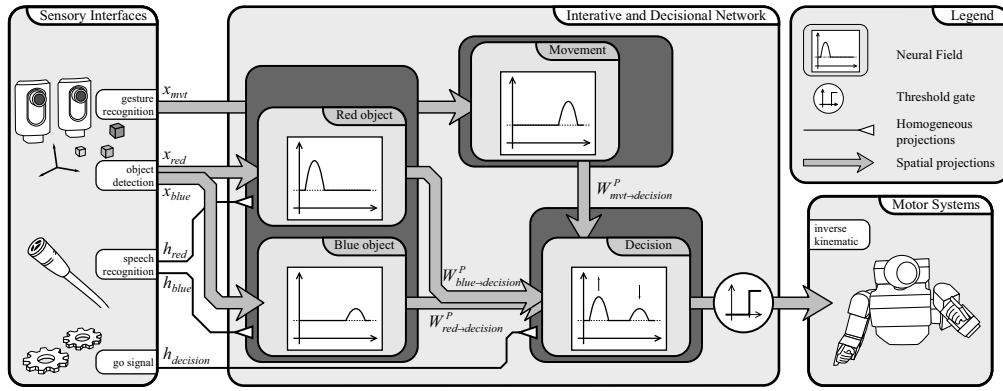 Sensory Interfaces
gesture
recognition
object
detection
speech
recognition
go signal
x_mvt
x_red
x_blue
h_red
h_blue
h_decision
Interative and Decisional Network
Movement
Red object
Blue object
Decision
W^P_mvt→decision
W^P_blue→decision
W^P_red→decision
Legend
Neural Field
Threshold gate
Homogeneous
projections
Spatial projections
Motor Systems
inverse
kinematic